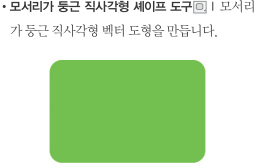 • 모서리가 둥근 직사각형 셰이프 도구 | 모서리
가 둥근 직사각형 벡터 도형을 만듭니다.